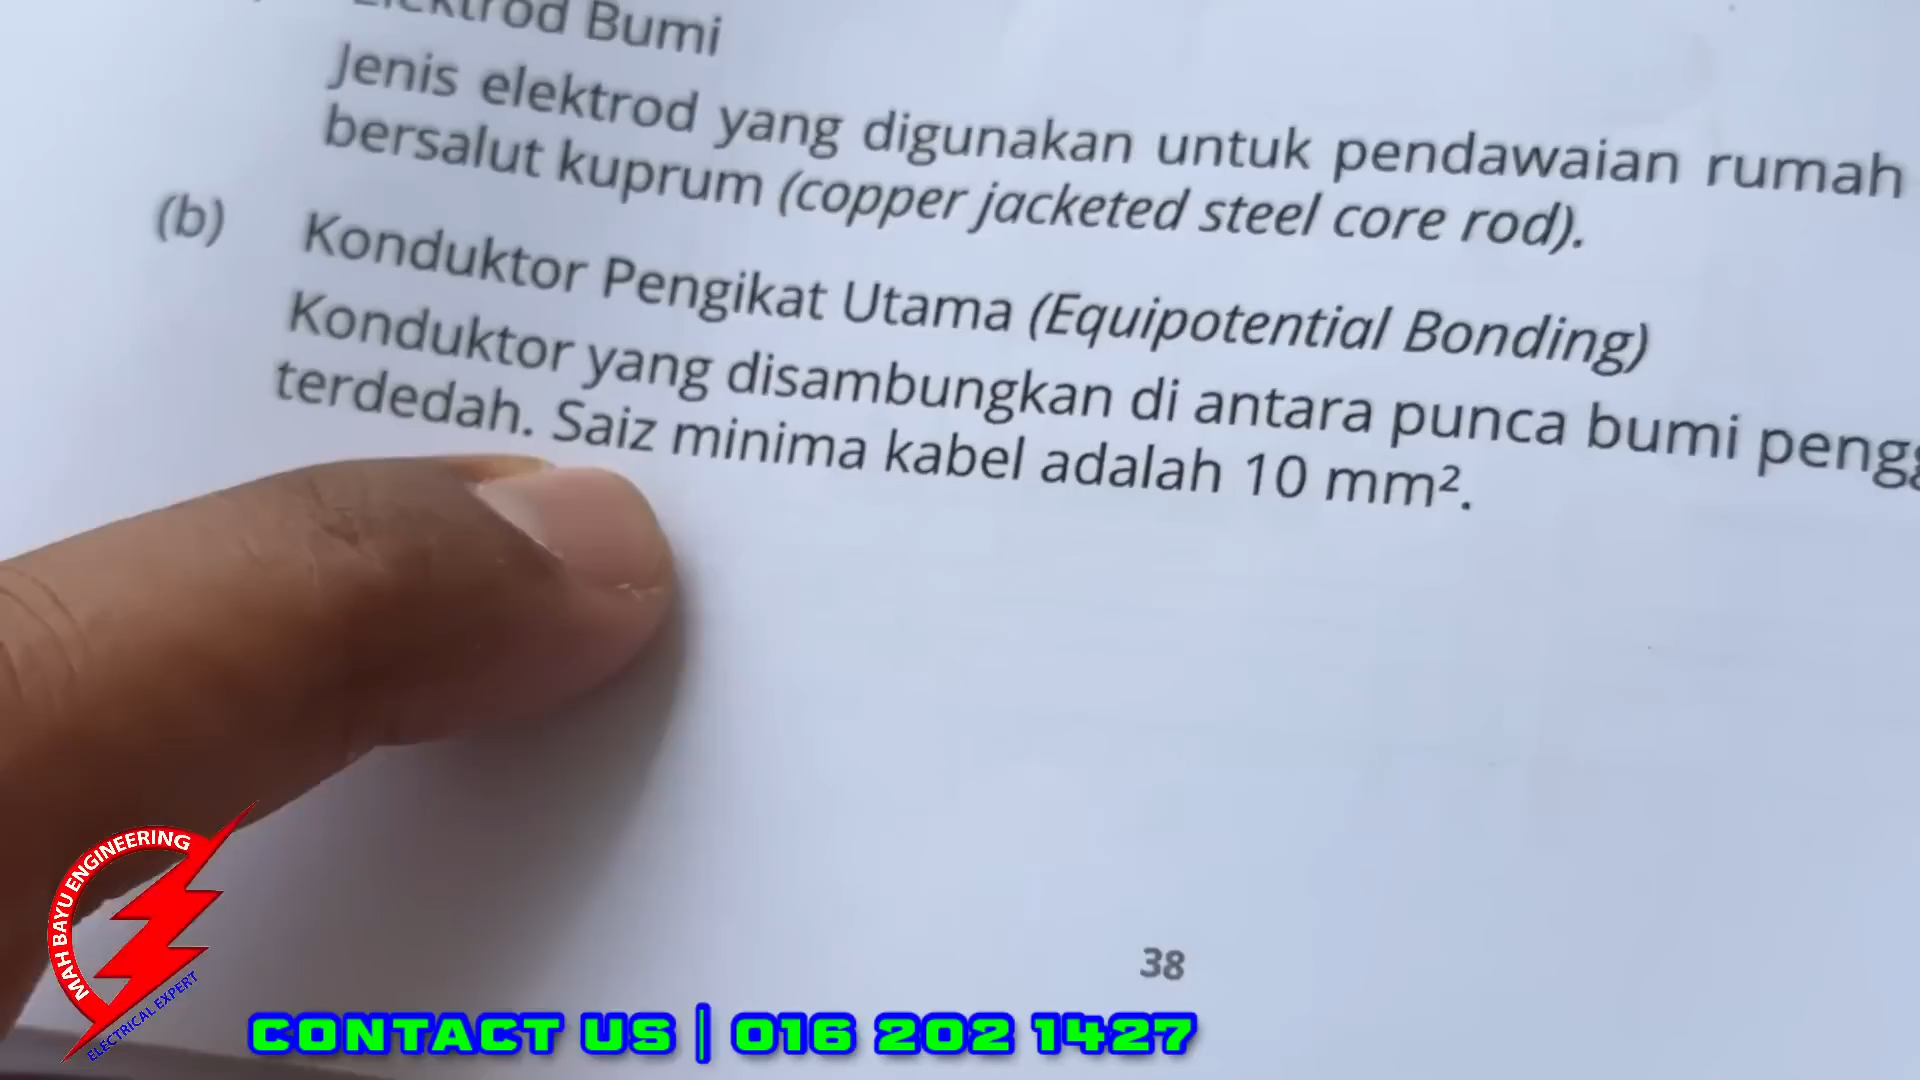 Elektrod Bumi
Jenis elektrod yang digunakan untuk pendawaian rumah
bersalut kuprum (copper jacketed steel core rod).
(b) Konduktor Pengikat Utama (Equipotential Bonding)
Konduktor yang disambungkan di antara punca bumi
terdedah. Saiz minima kabel adalah 10 mm².
38
MAH BAYU ENGINEERING
ELECTRICAL EXPERT
CONTACT US | 016 202 1427